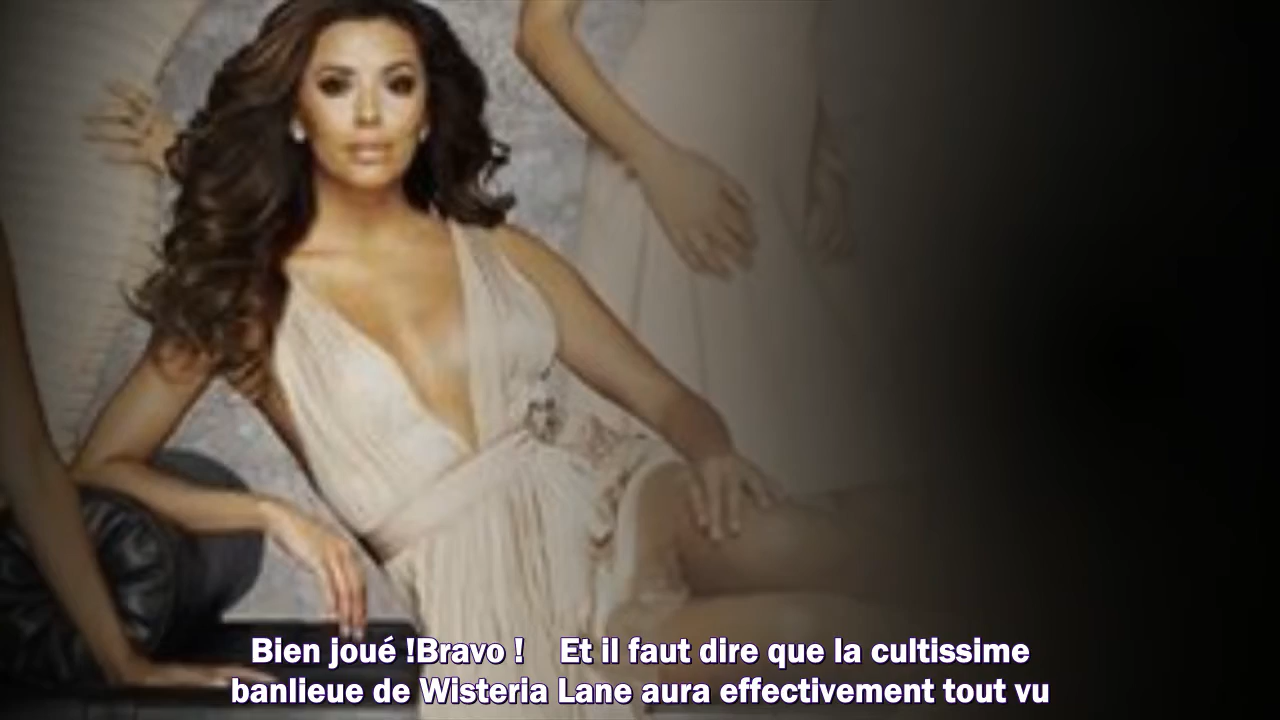 Bien joué !Bravo !    Et il faut dire que la cultissime
banlieue de Wisteria Lane aura effectivement tout vu